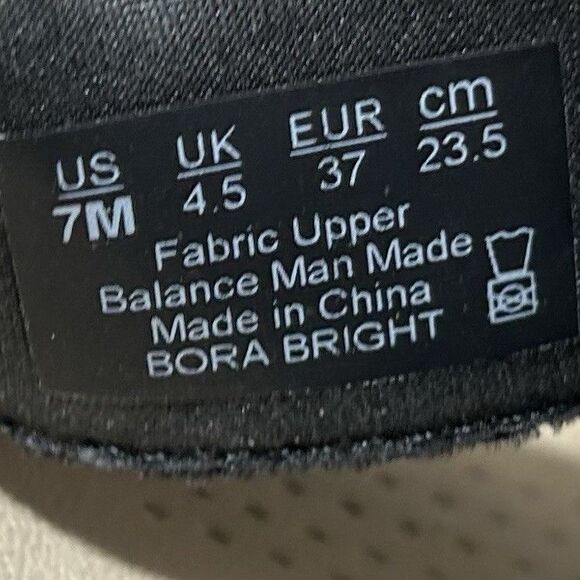 US UK EUR cm
7M 4.5 37 23.5
Fabric Upper
Balance Man Made
Made in China
BORA BRIGHT